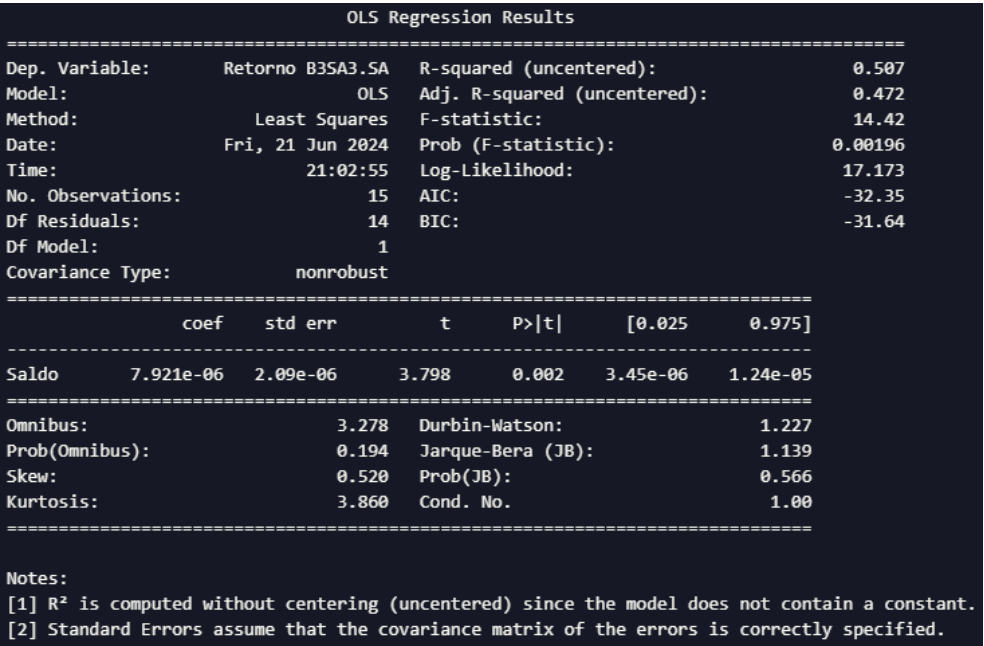 OLS Regression Results
==============================================================================
Dep. Variable: Retorno B3SA3.SA R-squared (uncentered): 0.507
Model: OLS Adj. R-squared (uncentered): 0.472
Method: Least Squares F-statistic: 14.42
Date: Fri, 21 Jun 2024 Prob (F-statistic): 0.00196
Time: 21:02:55 Log-Likelihood: 17.173
No. Observations: 15 AIC: -32.35
Df Residuals: 14 BIC: -31.64
Df Model: 1
Covariance Type: nonrobust
==============================================================================
coef std err t P>|t| [0.025 0.975]
------------------------------------------------------------------------------
Saldo 7.921e-06 2.09e-06 3.798 0.002 3.45e-06 1.24e-05
==============================================================================
Omnibus: 3.278 Durbin-Watson: 1.227
Prob(Omnibus): 0.194 Jarque-Bera (JB): 1.139
Skew: 0.520 Prob(JB): 0.566
Kurtosis: 3.860 Cond. No. 1.00
==============================================================================
Notes:
[1] R² is computed without centering (uncentered) since the model does not contain a constant.
[2] Standard Errors assume that the covariance matrix of the errors is correctly specified.